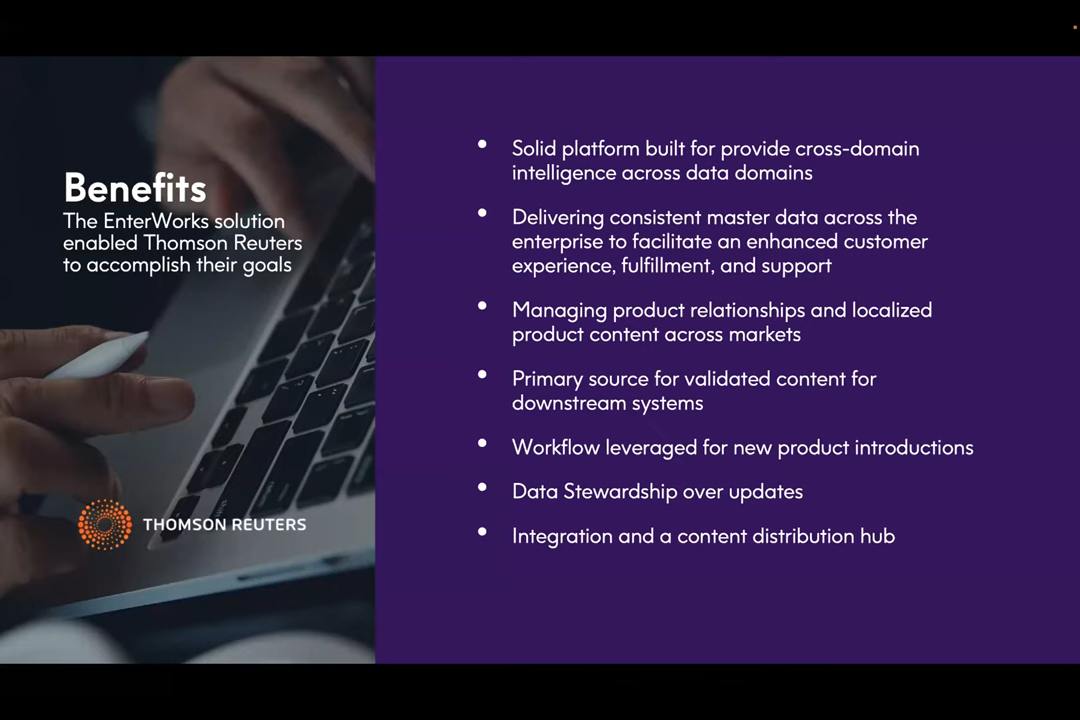 Benefits
The EnterWorks solution
enabled Thomson Reuters
to accomplish their goals
THOMSON REUTERS
• Solid platform built for provide cross-domain
intelligence across data domains
• Delivering consistent master data across the
enterprise to facilitate an enhanced customer
experience, fulfillment, and support
• Managing product relationships and localized
product content across markets
• Primary source for validated content for
downstream systems
• Workflow leveraged for new product introductions
• Data Stewardship over updates
• Integration and a content distribution hub